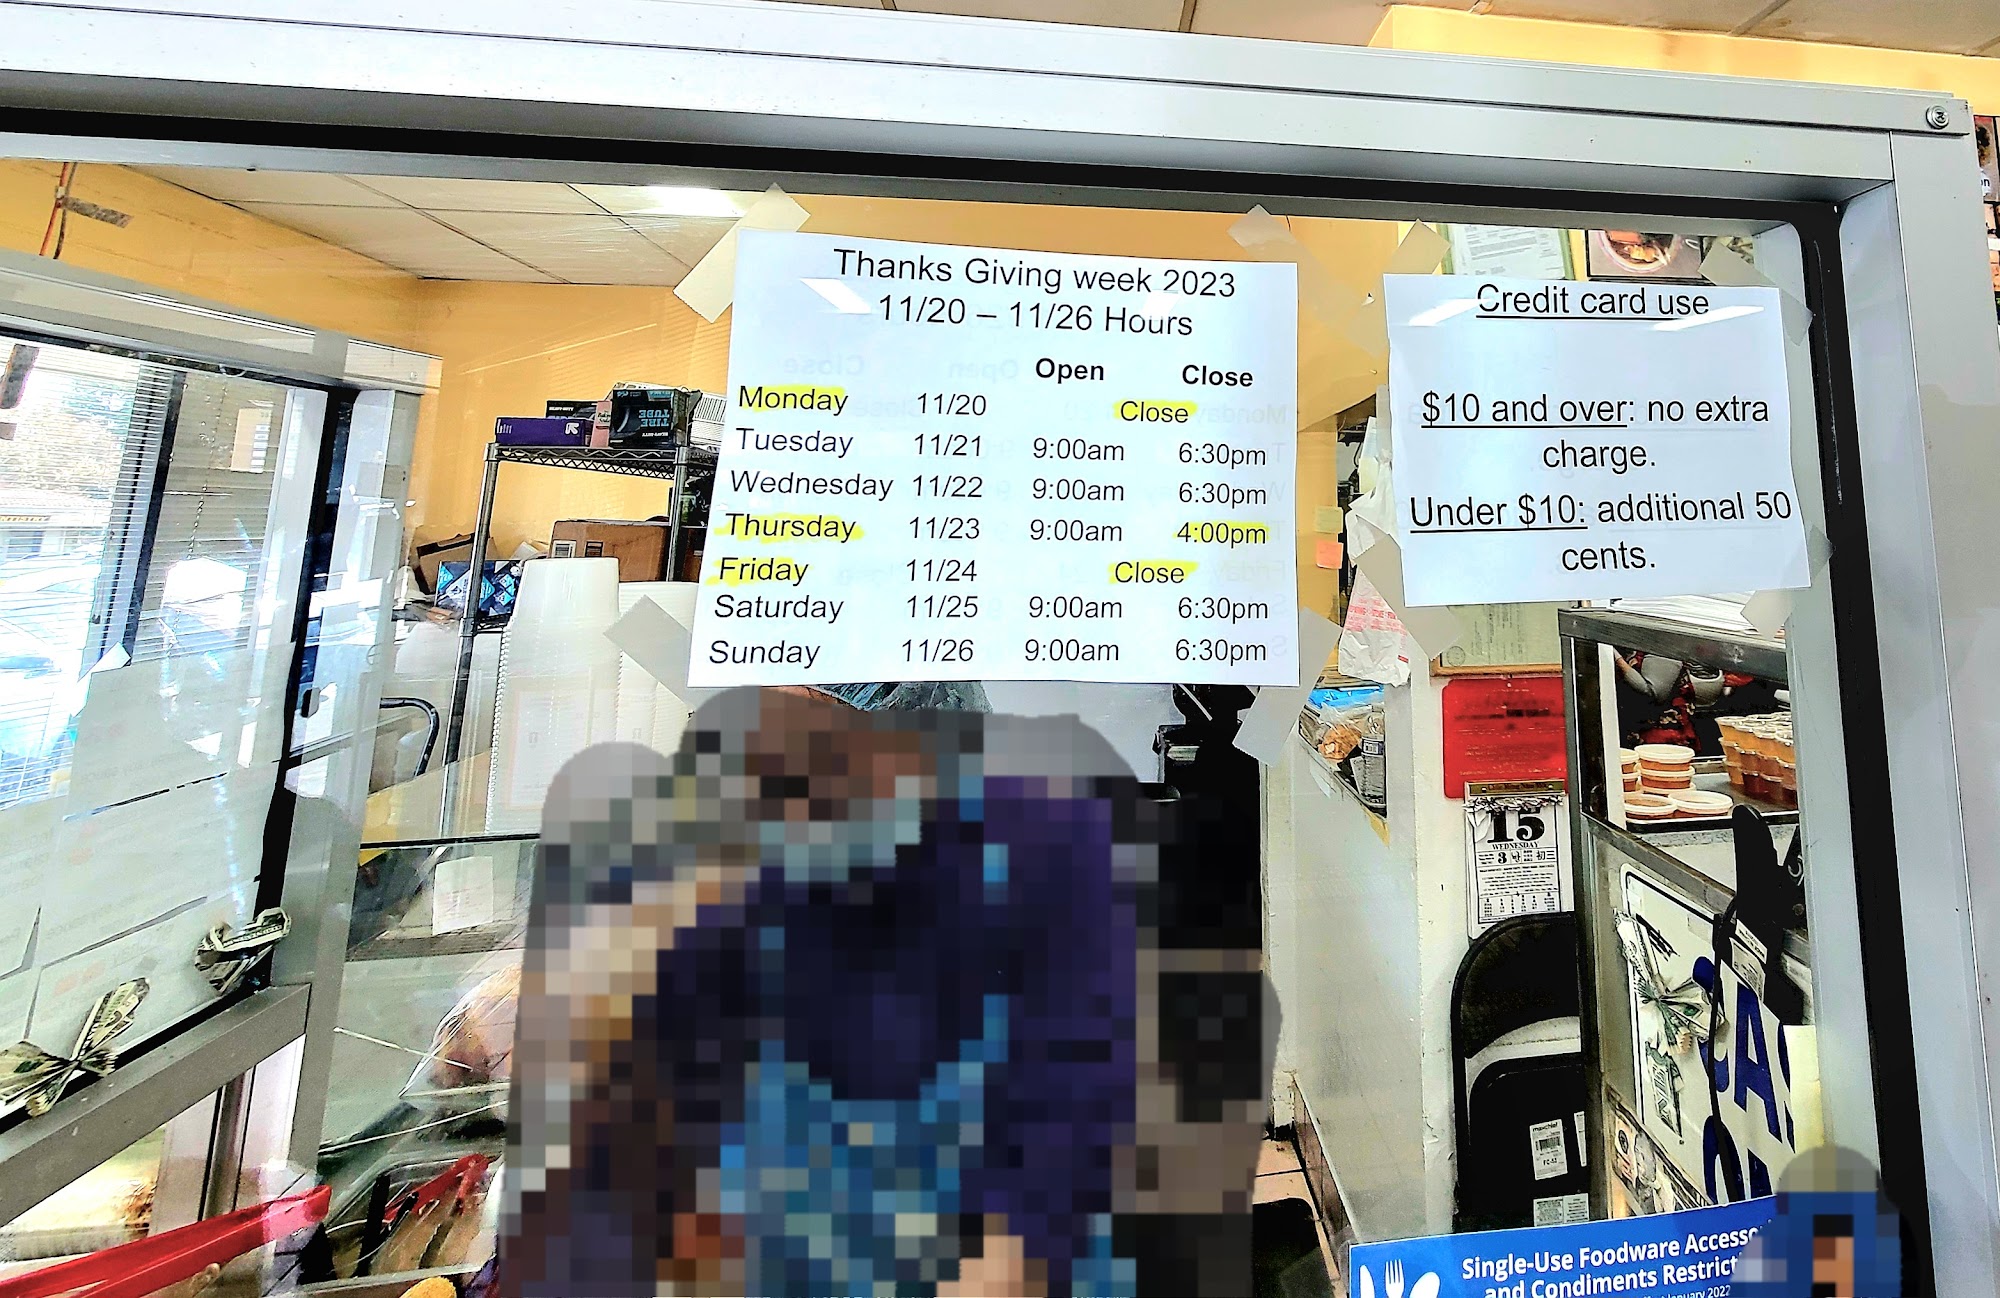 Thanks Giving week 2023
11/20 – 11/26 Hours
Open Close
Monday 11/20 Close
Tuesday 11/21 9:00am 6:30pm
Wednesday 11/22 9:00am 6:30pm
Thursday 11/23 9:00am 4:00pm
Friday 11/24 Close
Saturday 11/25 9:00am 6:30pm
Sunday 11/26 9:00am 6:30pm
Credit card use
$10 and over: no extra
charge.
Under $10: additional 50
cents.
15
WEDNESDAY
Single-Use Foodware
and Condiments
January 2022